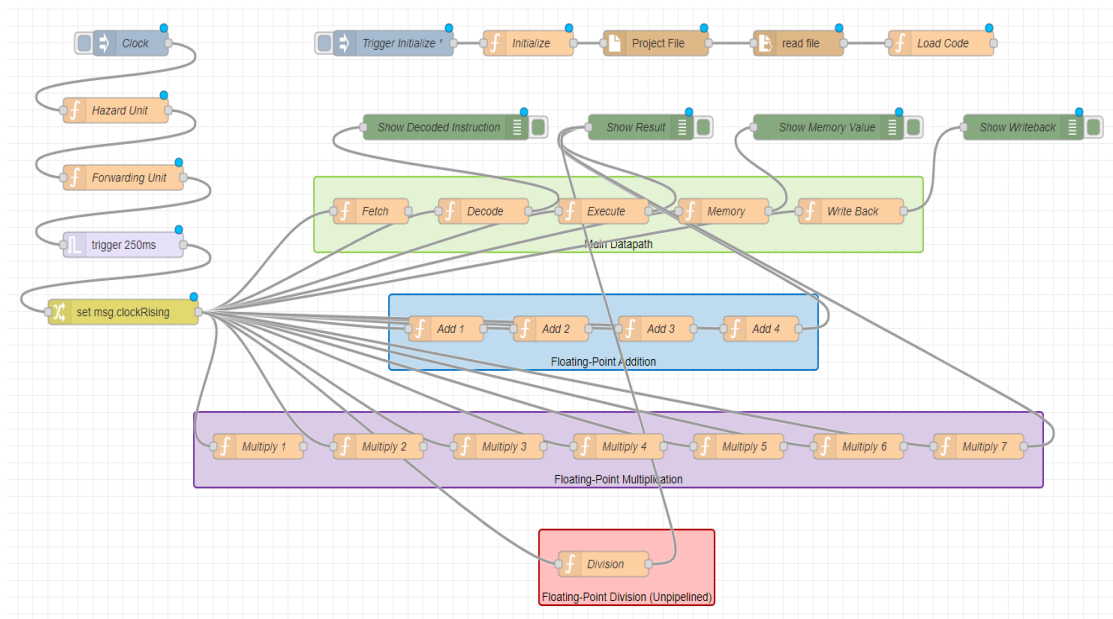 Clock
Trigger Initialize ¹
Initialize
Project File
read file
Load Code
Hazard Unit
Show Decoded Instruction
Show Result
Show Memory Value
Show Writeback
Forwarding Unit
Fetch
Decode
Execute
Memory
Write Back
Main Datapath
trigger 250ms
set msg.clockRising
Add 1
Add 2
Add 3
Add 4
Floating-Point Addition
Multiply 1
Multiply 2
Multiply 3
Multiply 4
Multiply 5
Multiply 6
Multiply 7
Floating-Point Multiplication
Division
Floating-Point Division (Unpipelined)